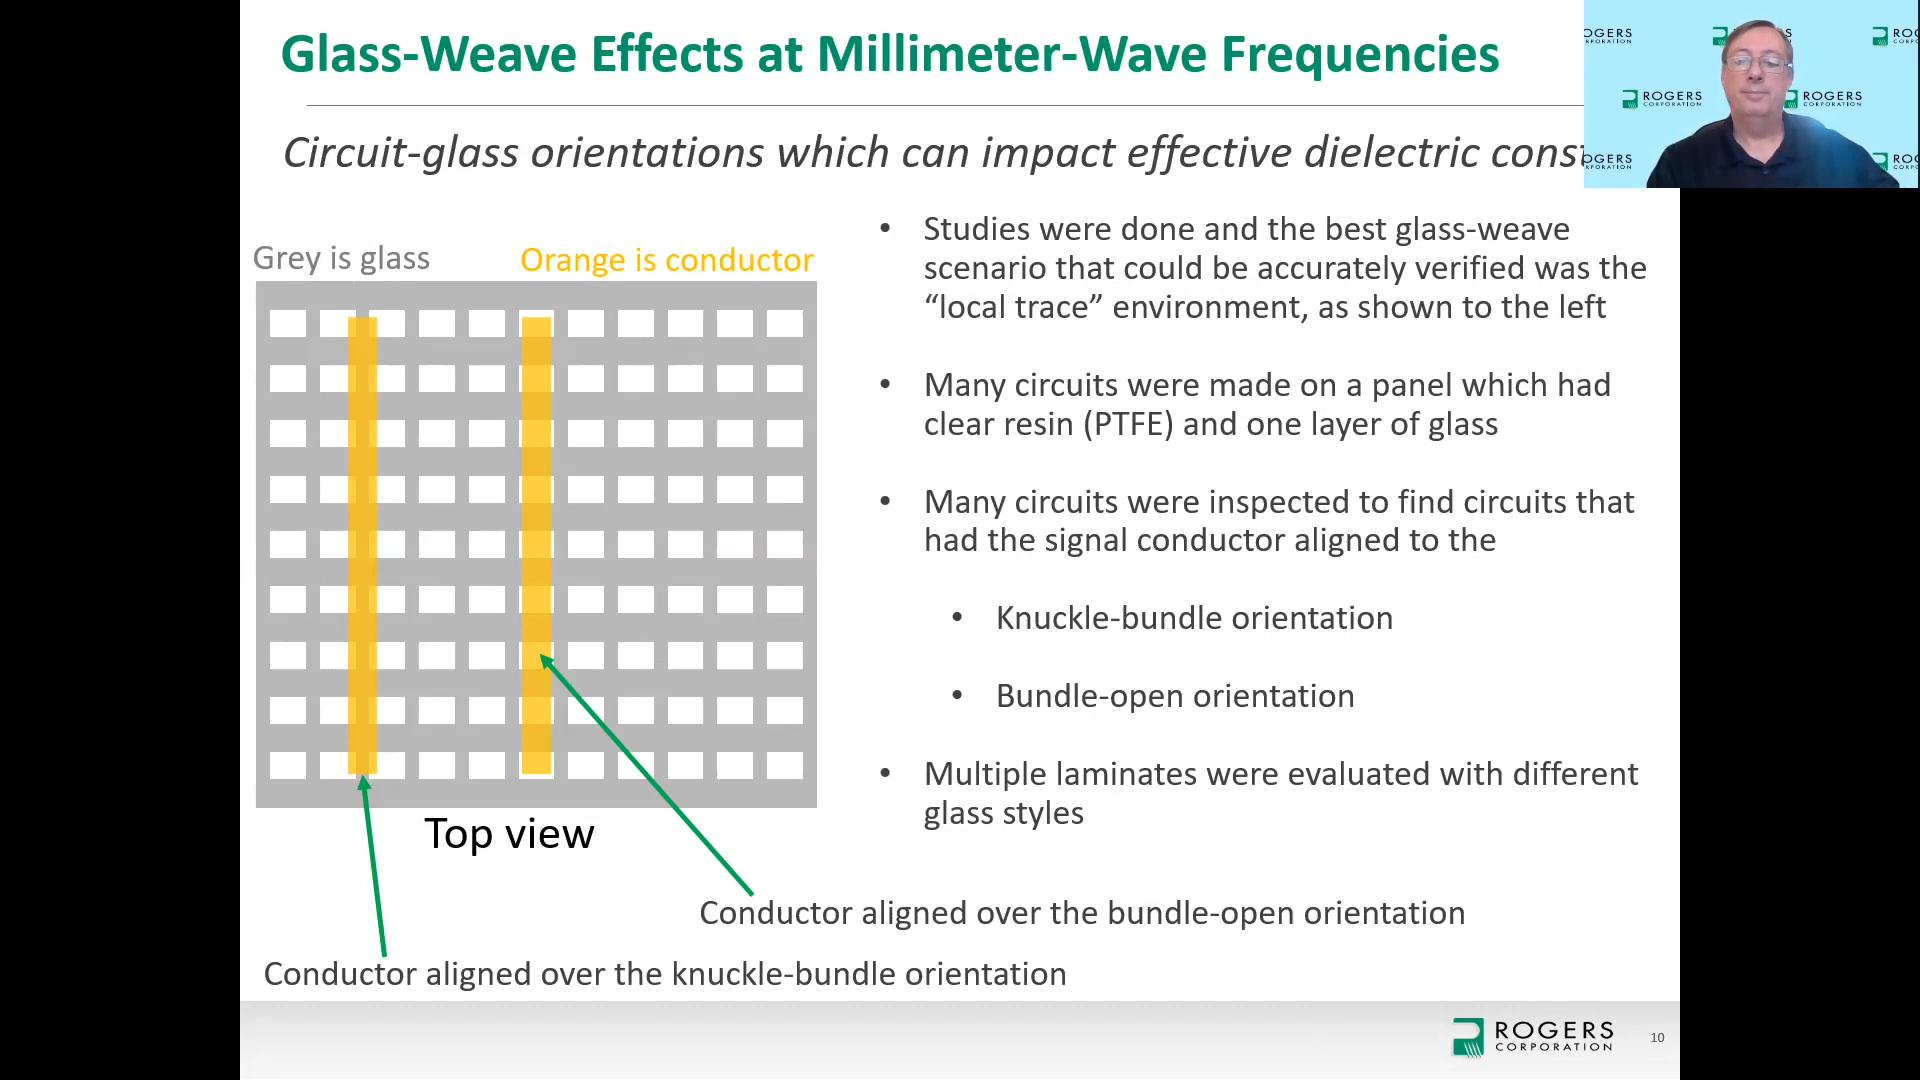 Glass-Weave Effects at Millimeter-Wave Frequencies
Circuit-glass orientations which can impact effective dielectric
Grey is glass
Orange is conductor
Top view
Conductor aligned over the bundle-open orientation
Conductor aligned over the knuckle-bundle orientation
• Studies were done and the best glass-weave
scenario that could be accurately verified was the
“local trace” environment, as shown to the left
• Many circuits were made on a panel which had
clear resin (PTFE) and one layer of glass
• Many circuits were inspected to find circuits that
had the signal conductor aligned to the
• Knuckle-bundle orientation
• Bundle-open orientation
• Multiple laminates were evaluated with different
glass styles
ROGERS
CORPORATION
ROGERS
CORPORATION
ROGERS
CORPORATION
10